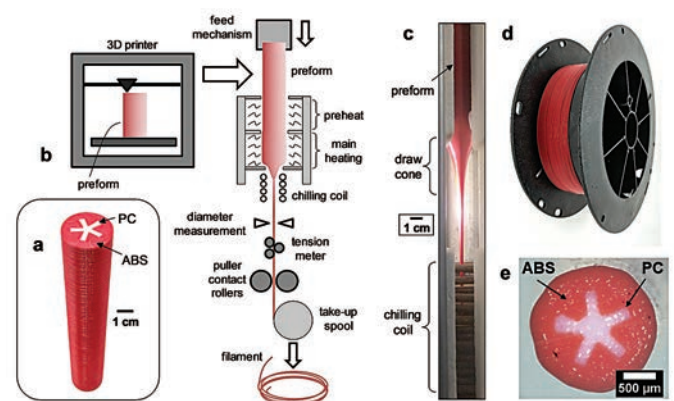 b
3D printer
preform
feed
mechanism
preform
preheat
main
heating
chilling coil
diameter
measurement
tension
meter
puller
contact
rollers
take-up
spool
filament
a
PC
ABS
1 cm
c
preform
draw
cone
1 cm
chilling
coil
d
e
ABS
PC
500 µm